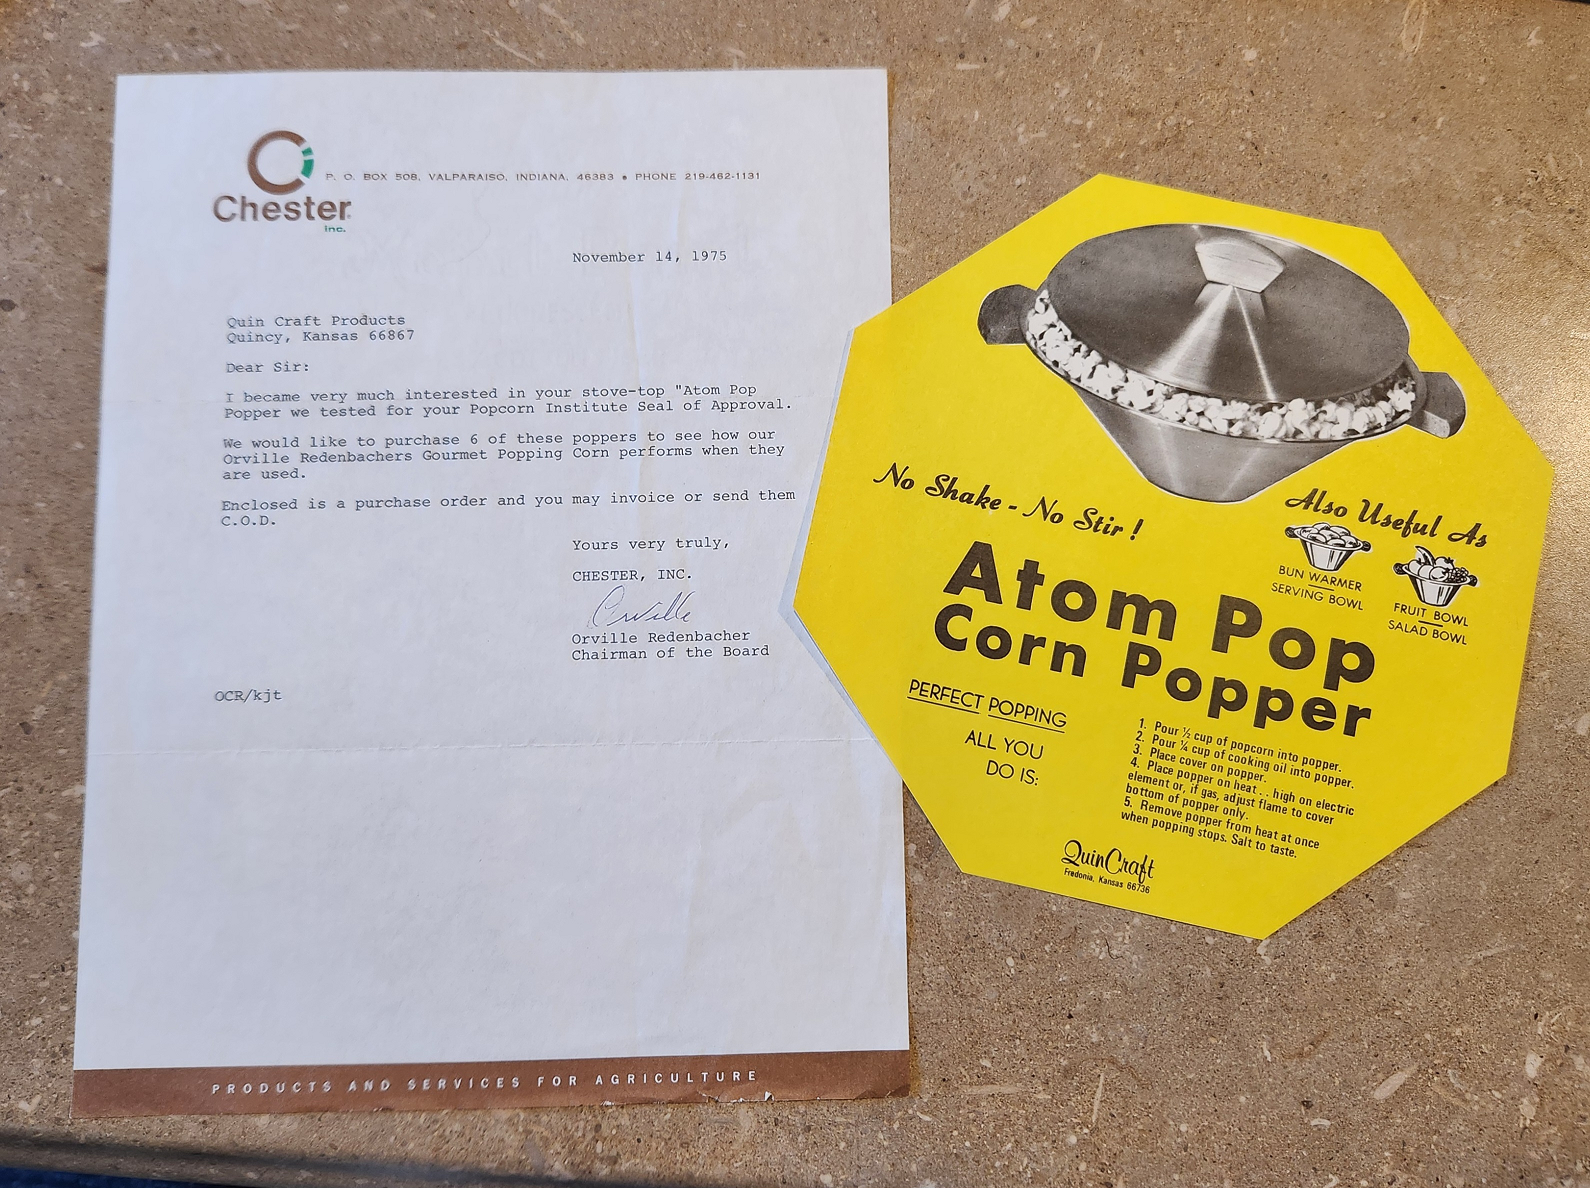 Chester
inc.
P. O. BOX 508, VALPARAISO, INDIANA, 46383 • PHONE 219-462-1131
November 14, 1975
Quin Craft Products
Quincy, Kansas 66867
Dear Sir:
I became very much interested in your stove-top "Atom Pop
Popper we tested for your Popcorn Institute Seal of Approval.
We would like to purchase 6 of these poppers to see how our
Orville Redenbachers Gourmet Popping Corn performs when they
are used.
Enclosed is a purchase order and you may invoice or send them
C.O.D.
Yours very truly,
CHESTER, INC.
Orville
Orville Redenbacher
Chairman of the Board
OCR/kjt
PRODUCTS AND SERVICES FOR AGRICULTURE
No Shake - No Stir!
Also Useful As
BUN WARMER
SERVING BOWL
FRUIT BOWL
SALAD BOWL
Atom Pop
Corn Popper
PERFECT POPPING
ALL YOU
DO IS:
1. Pour ½ cup of popcorn into popper.
2. Pour ¼ cup of cooking oil into popper.
3. Place cover on popper.
4. Place popper on heat . . high on electric
element or, if gas, adjust flame to cover
bottom of popper only.
5. Remove popper from heat at once
when popping stops. Salt to taste.
QuinCraft
Fredonia, Kansas 66736